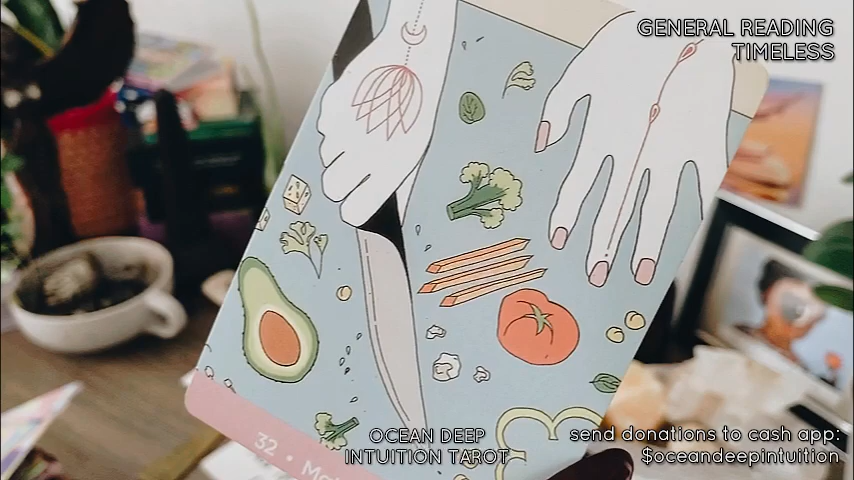 GENERAL READING
TIMELESS
32 •
OCEAN DEEP
INTUITION TAROT
send donations to cash app:
$oceandeepintuition